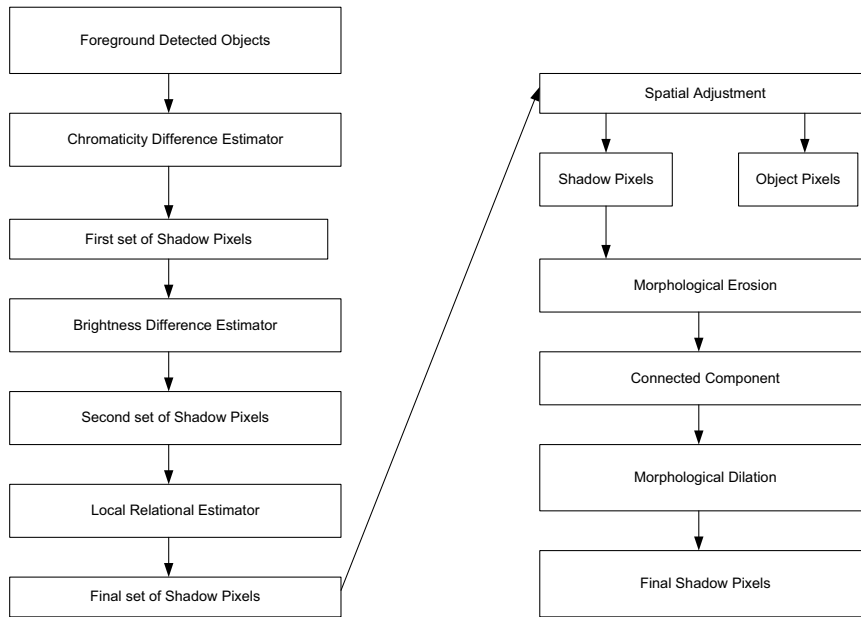 Foreground Detected Objects
Chromaticity Difference Estimator
First set of Shadow Pixels
Brightness Difference Estimator
Second set of Shadow Pixels
Local Relational Estimator
Final set of Shadow Pixels
Spatial Adjustment
Shadow Pixels
Object Pixels
Morphological Erosion
Connected Component
Morphological Dilation
Final Shadow Pixels